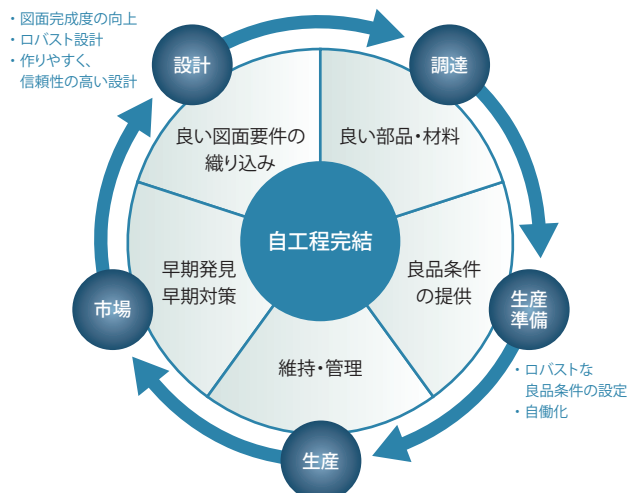 ・図面完成度の向上
・ロバスト設計
・作りやすく、
信頼性の高い設計
設計
調達
良い図面要件の
織り込み
良い部品・材料
自工程完結
早期発見
早期対策
良品条件
の提供
市場
生産
準備
維持・管理
・ロバストな
良品条件の設定
・自働化
生産